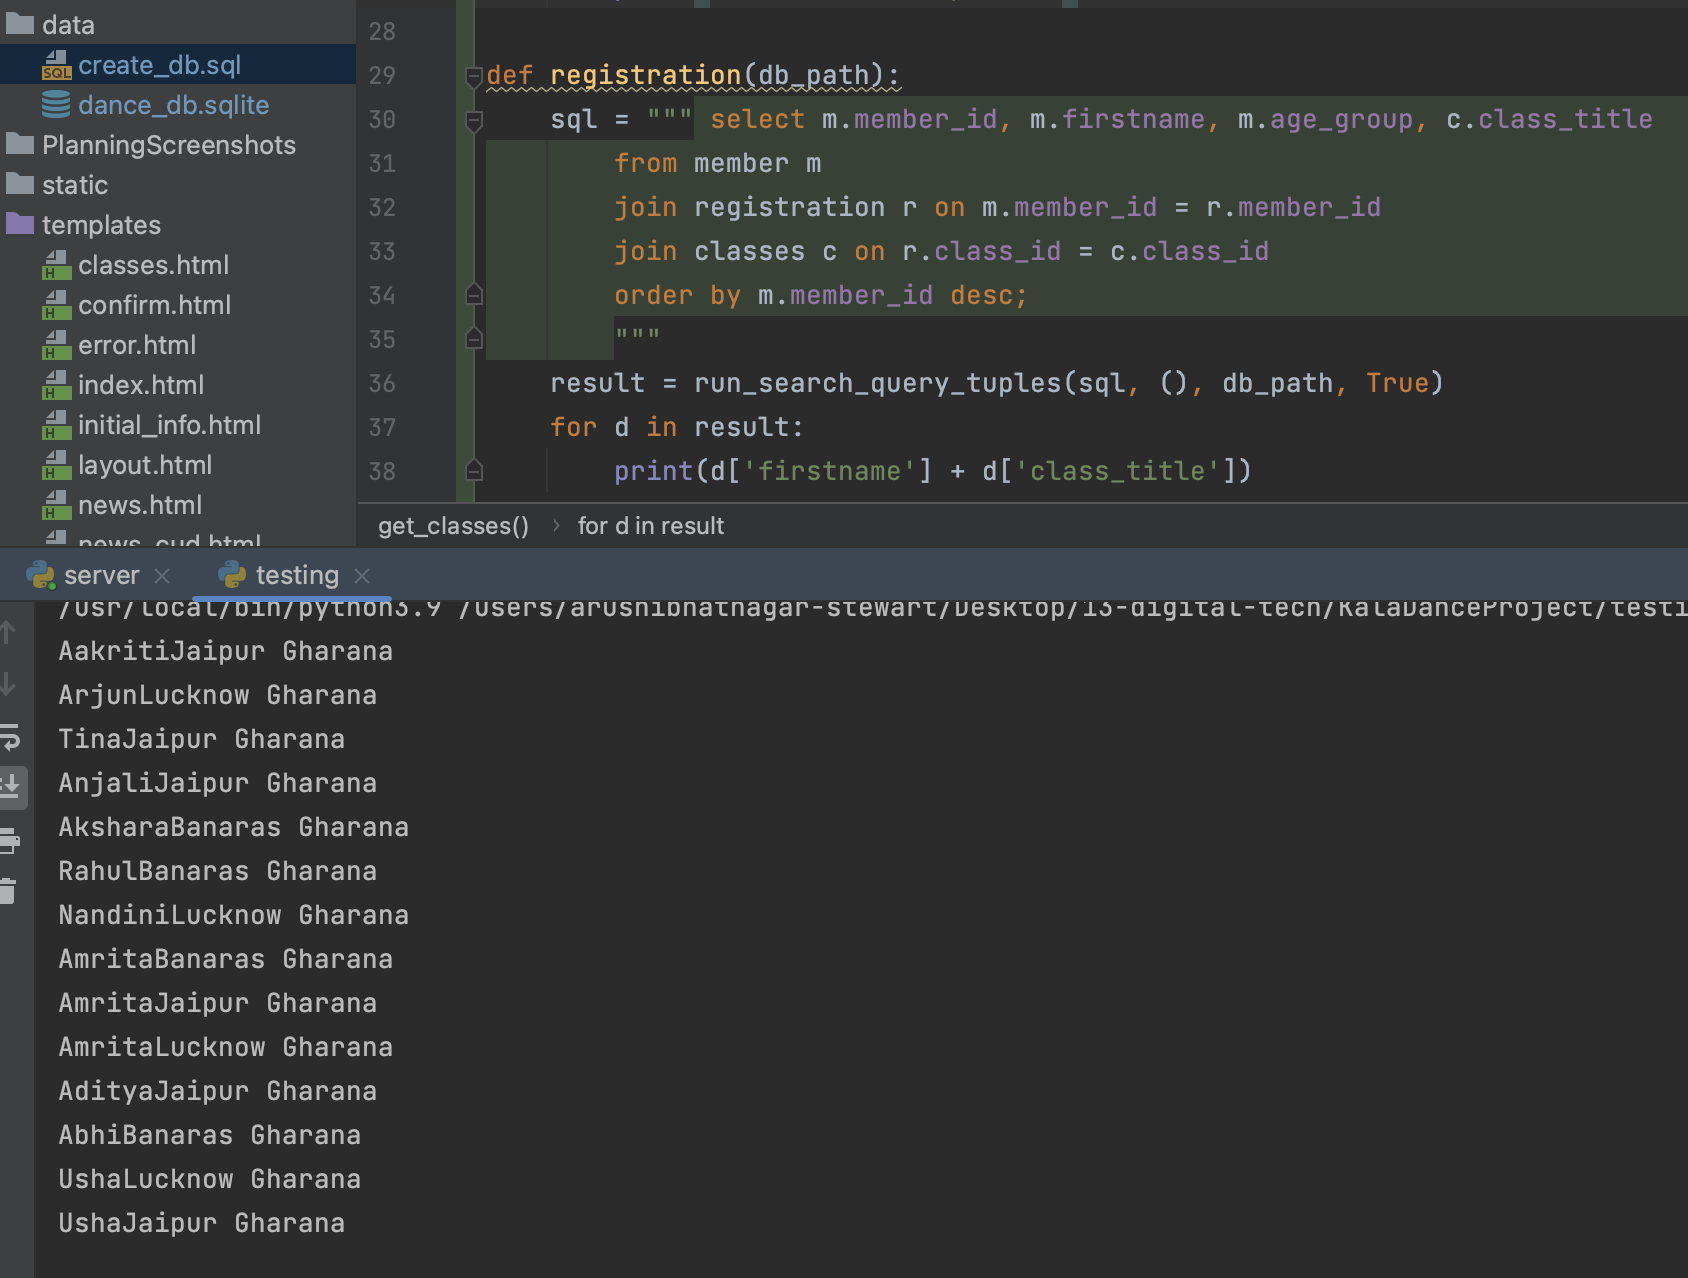 data
create_db.sql
dance_db.sqlite
PlanningScreenshots
static
templates
classes.html
confirm.html
error.html
index.html
initial_info.html
layout.html
news.html
news_cud.html
28
29 def registration(db_path):
30 sql = """ select m.member_id, m.firstname, m.age_group, c.class_title
31 from member m
32 join registration r on m.member_id = r.member_id
33 join classes c on r.class_id = c.class_id
34 order by m.member_id desc;
35 """
36 result = run_search_query_tuples(sql, (), db_path, True)
37 for d in result:
38 print(d['firstname'] + d['class_title'])
get_classes() › for d in result
server × testing ×
/usr/local/bin/python3.9 /Users/arushibhatnagar-stewart/Desktop/13-digital-tech/KalaDanceProject/testi
AakritiJaipur Gharana
ArjunLucknow Gharana
TinaJaipur Gharana
AnjaliJaipur Gharana
AksharaBanaras Gharana
RahulBanaras Gharana
NandiniLucknow Gharana
AmritaBanaras Gharana
AmritaJaipur Gharana
AmritaLucknow Gharana
AdityaJaipur Gharana
AbhiBanaras Gharana
UshaLucknow Gharana
UshaJaipur Gharana